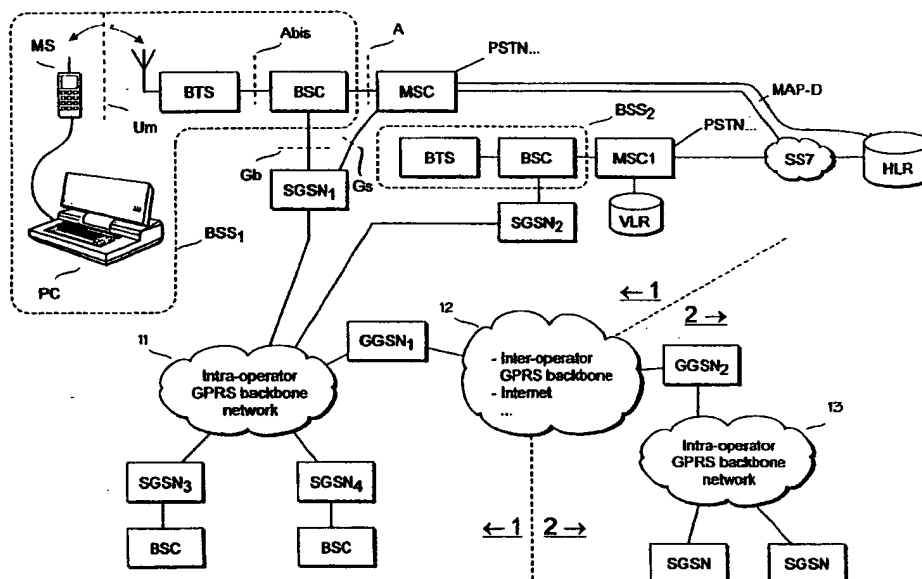 MS
Um
BTS
Abis
BSC
A
MSC
PSTN...
MAP-D
HLR
SS7
Gb
Gs
SGSN1
BSS1
PC
BSS2
BTS
BSC
MSC1
PSTN...
VLR
SGSN2
←1
2→
11
Intra-operator
GPRS backbone
network
GGSN1
12
- Inter-operator
GPRS backbone
- Internet
...
GGSN2
13
Intra-operator
GPRS backbone
network
SGSN3
BSC
SGSN4
BSC
←1
2→
SGSN
SGSN